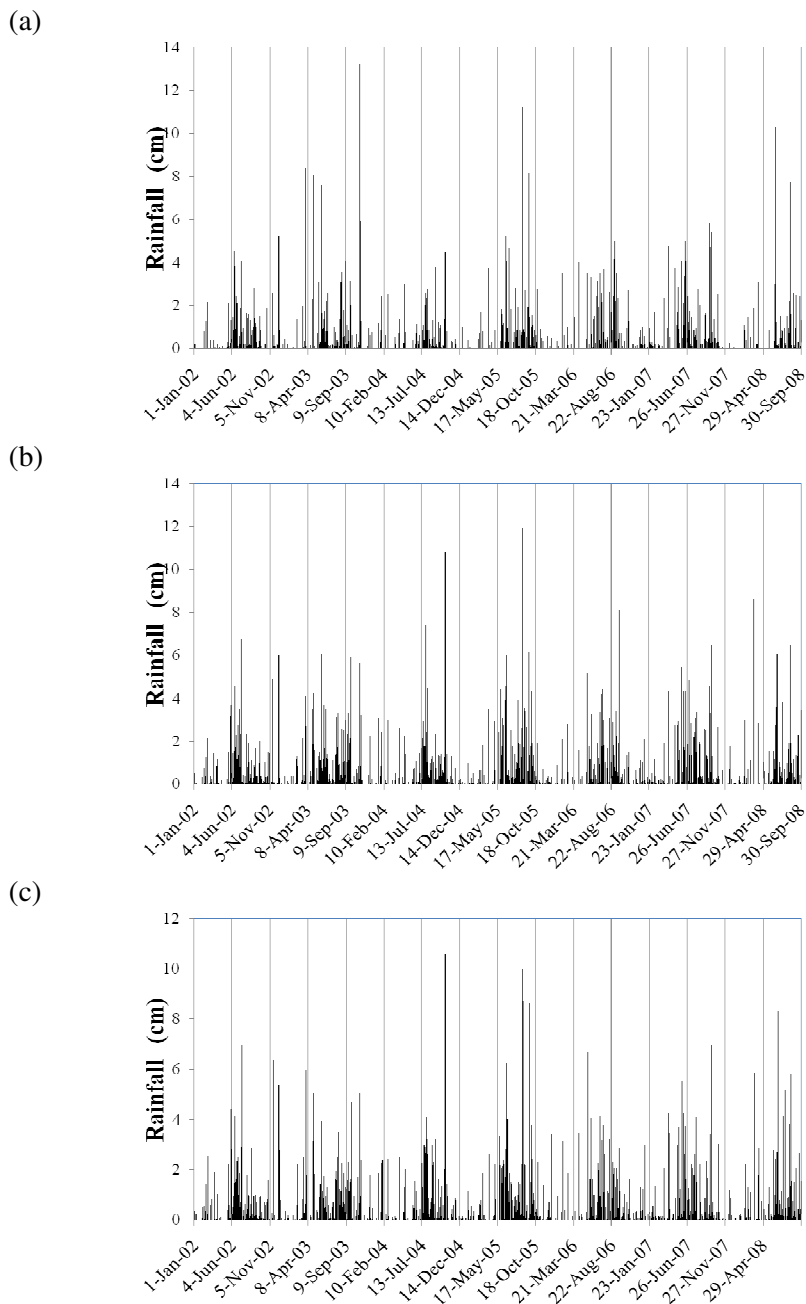 (a)
14
12
10
8
6
4
2
0
Rainfall (cm)
1-Jan-02
4-Jun-02
5-Nov-02
8-Apr-03
9-Sep-03
10-Feb-04
13-Jul-04
14-Dec-04
17-May-05
18-Oct-05
21-Mar-06
22-Aug-06
23-Jan-07
26-Jun-07
27-Nov-07
29-Apr-08
30-Sep-08
(b)
14
12
10
8
6
4
2
0
Rainfall (cm)
1-Jan-02
4-Jun-02
5-Nov-02
8-Apr-03
9-Sep-03
10-Feb-04
13-Jul-04
14-Dec-04
17-May-05
18-Oct-05
21-Mar-06
22-Aug-06
23-Jan-07
26-Jun-07
27-Nov-07
29-Apr-08
30-Sep-08
(c)
12
10
8
6
4
2
0
Rainfall (cm)
1-Jan-02
4-Jun-02
5-Nov-02
8-Apr-03
9-Sep-03
10-Feb-04
13-Jul-04
14-Dec-04
17-May-05
18-Oct-05
21-Mar-06
22-Aug-06
23-Jan-07
26-Jun-07
27-Nov-07
29-Apr-08